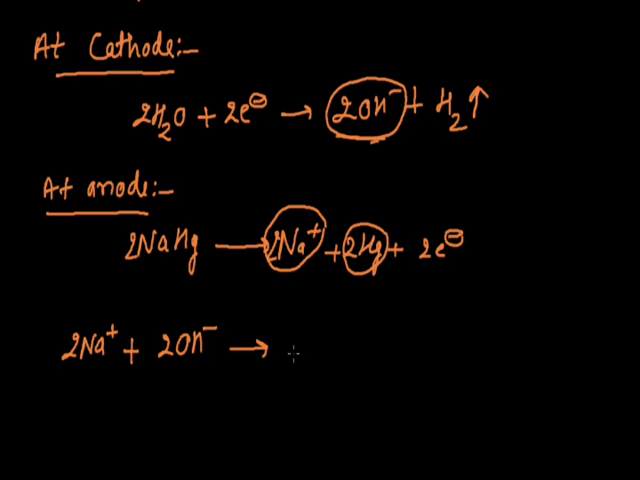 At Cathode:-
2H₂O + 2e⊖ → 2OH⁻ + H₂↑
At anode:-
2NaHg → 2Na⁺ + 2Hg + 2e⊖
2Na⁺ + 2OH⁻ →